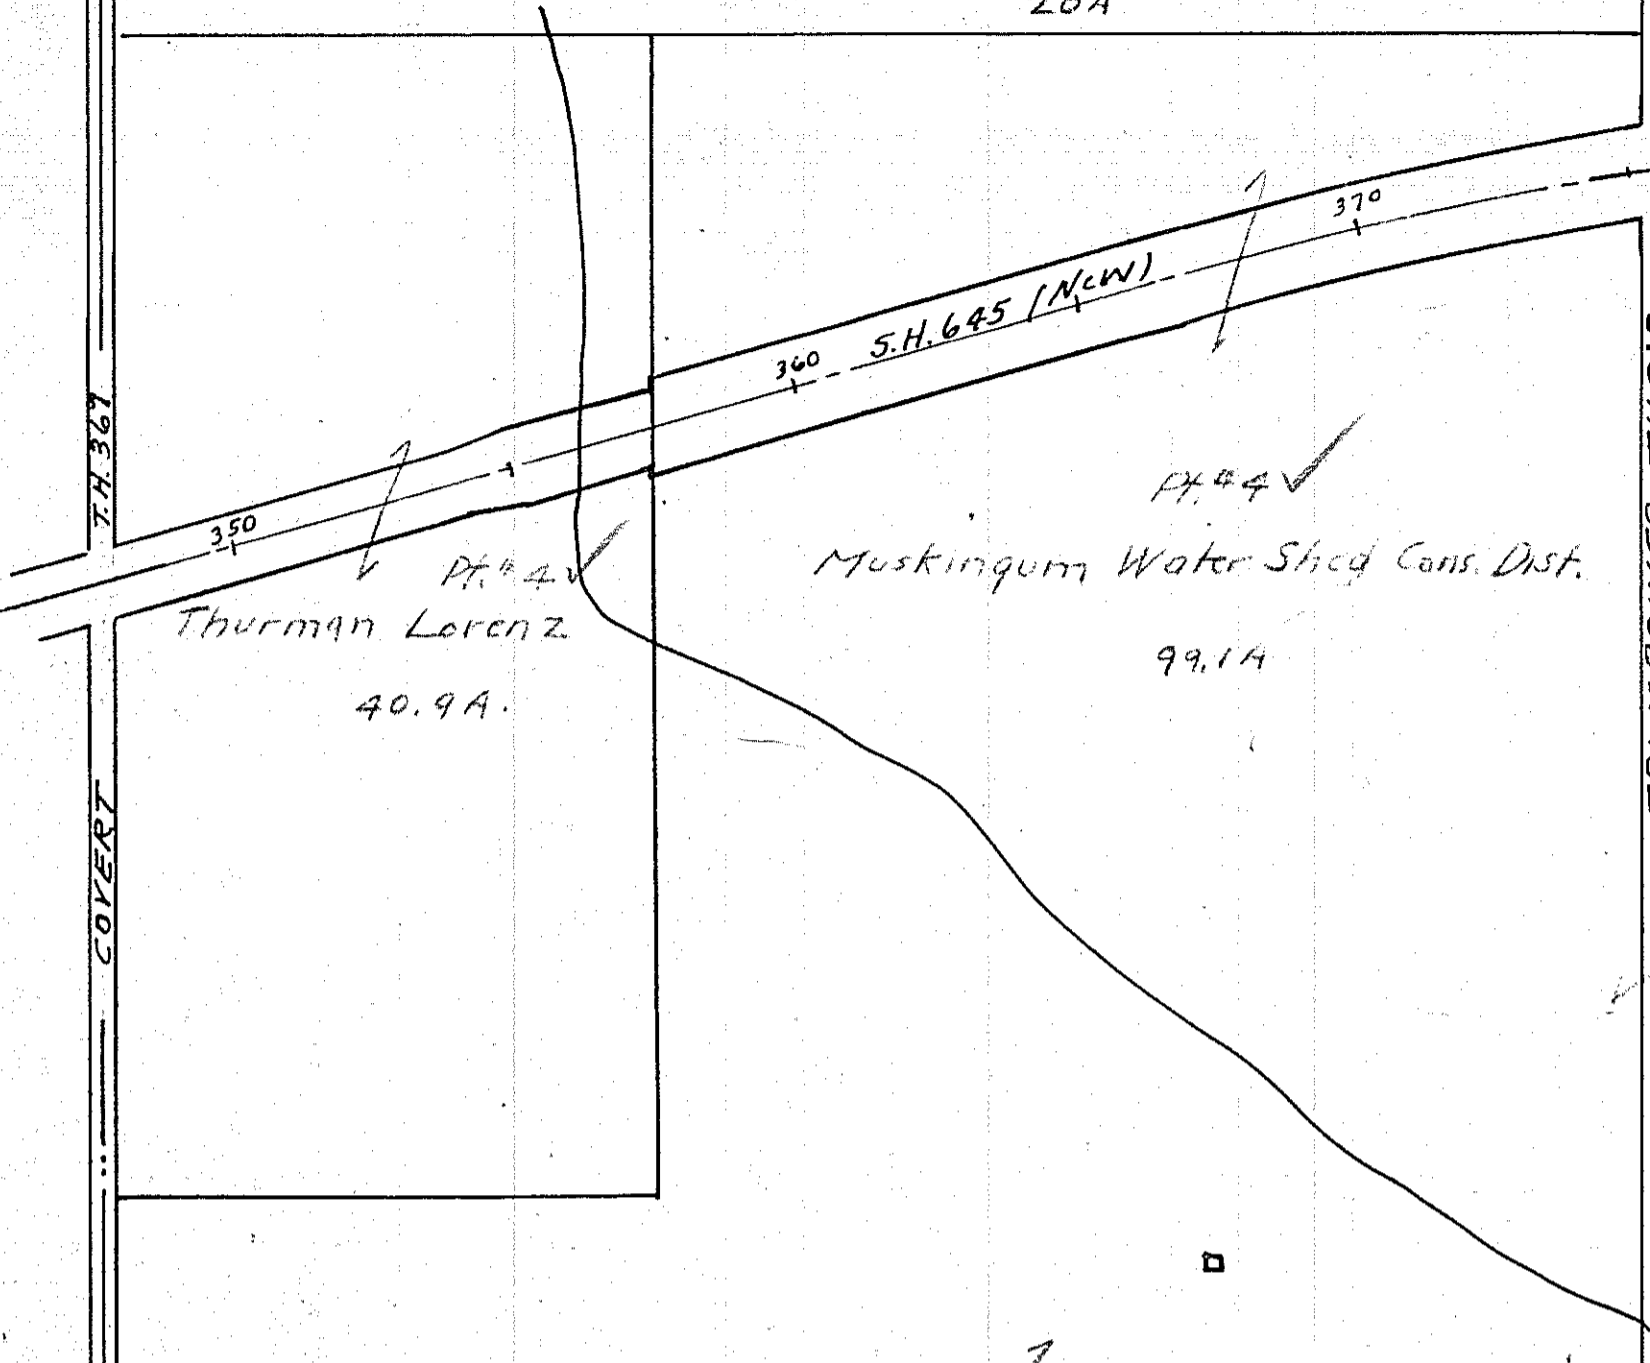 20A
370
S.H. 645 (NEW)
360
T.H. 369
350
Pt. #4 ✓
Muskingum Water Shed Cons. Dist.
99.1A
Pt. #4 ✓
Thurman Lorenz
40.9A.
COVERT